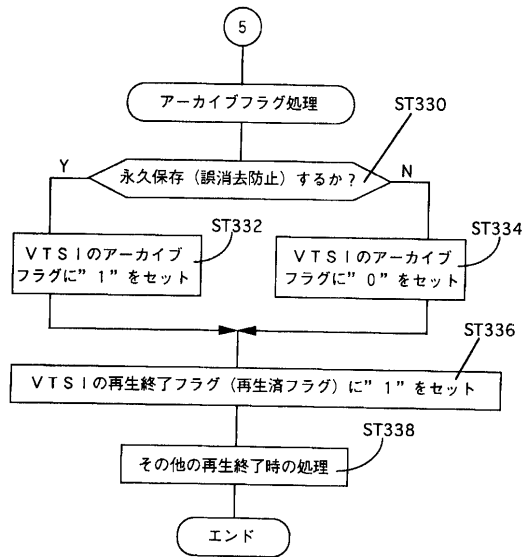 5
アーカイブフラグ処理
ST330
永久保存（誤消去防止）するか？
Y
N
ST332
ＶＴＳＩのアーカイブ
フラグに”１”をセット
ST334
ＶＴＳＩのアーカイブ
フラグに”０”をセット
ST336
ＶＴＳＩの再生終了フラグ（再生済フラグ）に”１”をセット
ST338
その他の再生終了時の処理
エンド